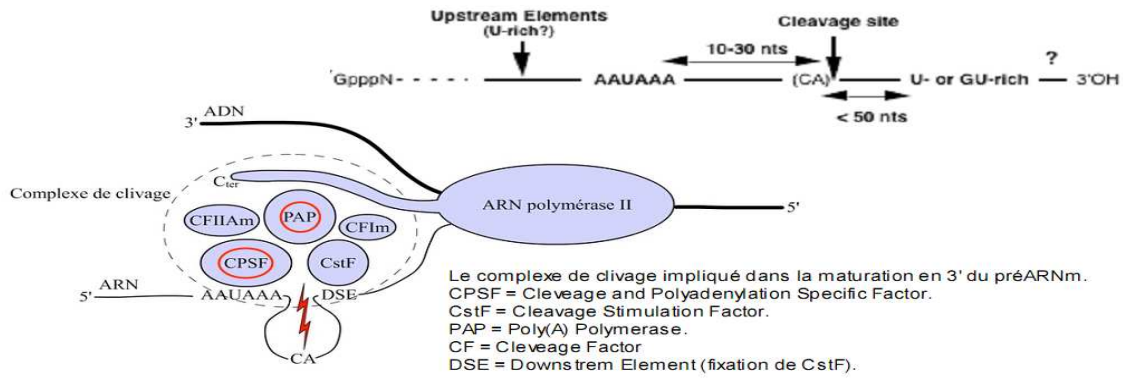 Upstream Elements
(U-rich?)
Cleavage site
10-30 nts
?
'GpppN- - - - - -
AAUAAA
(CA)
U- or GU-rich
3'OH
< 50 nts
3'
ADN
Complexe de clivage
Cter
ARN polymérase II
5'
CFIIAm
PAP
CFIm
CPSF
CstF
5'
ARN
AAUAAA
DSE
CA
Le complexe de clivage impliqué dans la maturation en 3' du préARNm.
CPSF = Cleveage and Polyadenylation Specific Factor.
CstF = Cleavage Stimulation Factor.
PAP = Poly(A) Polymerase.
CF = Cleveage Factor
DSE = Downstrem Element (fixation de CstF).